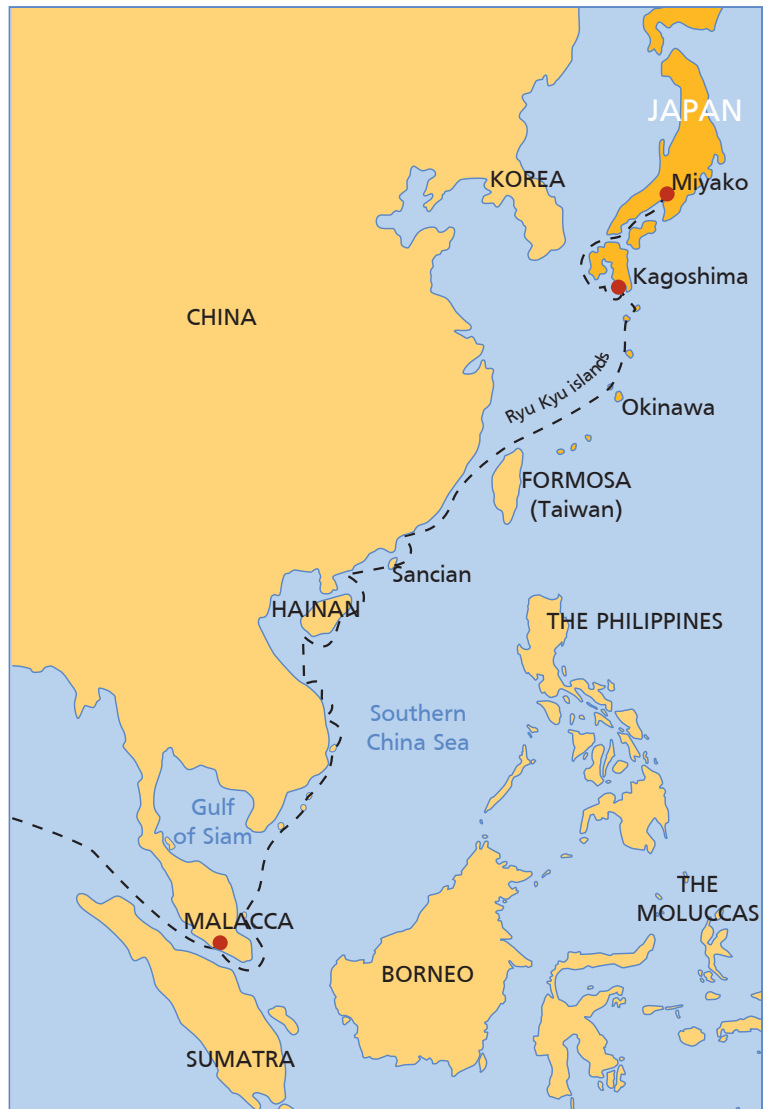 JAPAN
Miyako
KOREA
Kagoshima
CHINA
Ryu Kyu islands
Okinawa
FORMOSA
(Taiwan)
Sancian
HAINAN
THE PHILIPPINES
Southern
China Sea
Gulf
of Siam
THE
MOLUCCAS
MALACCA
BORNEO
SUMATRA